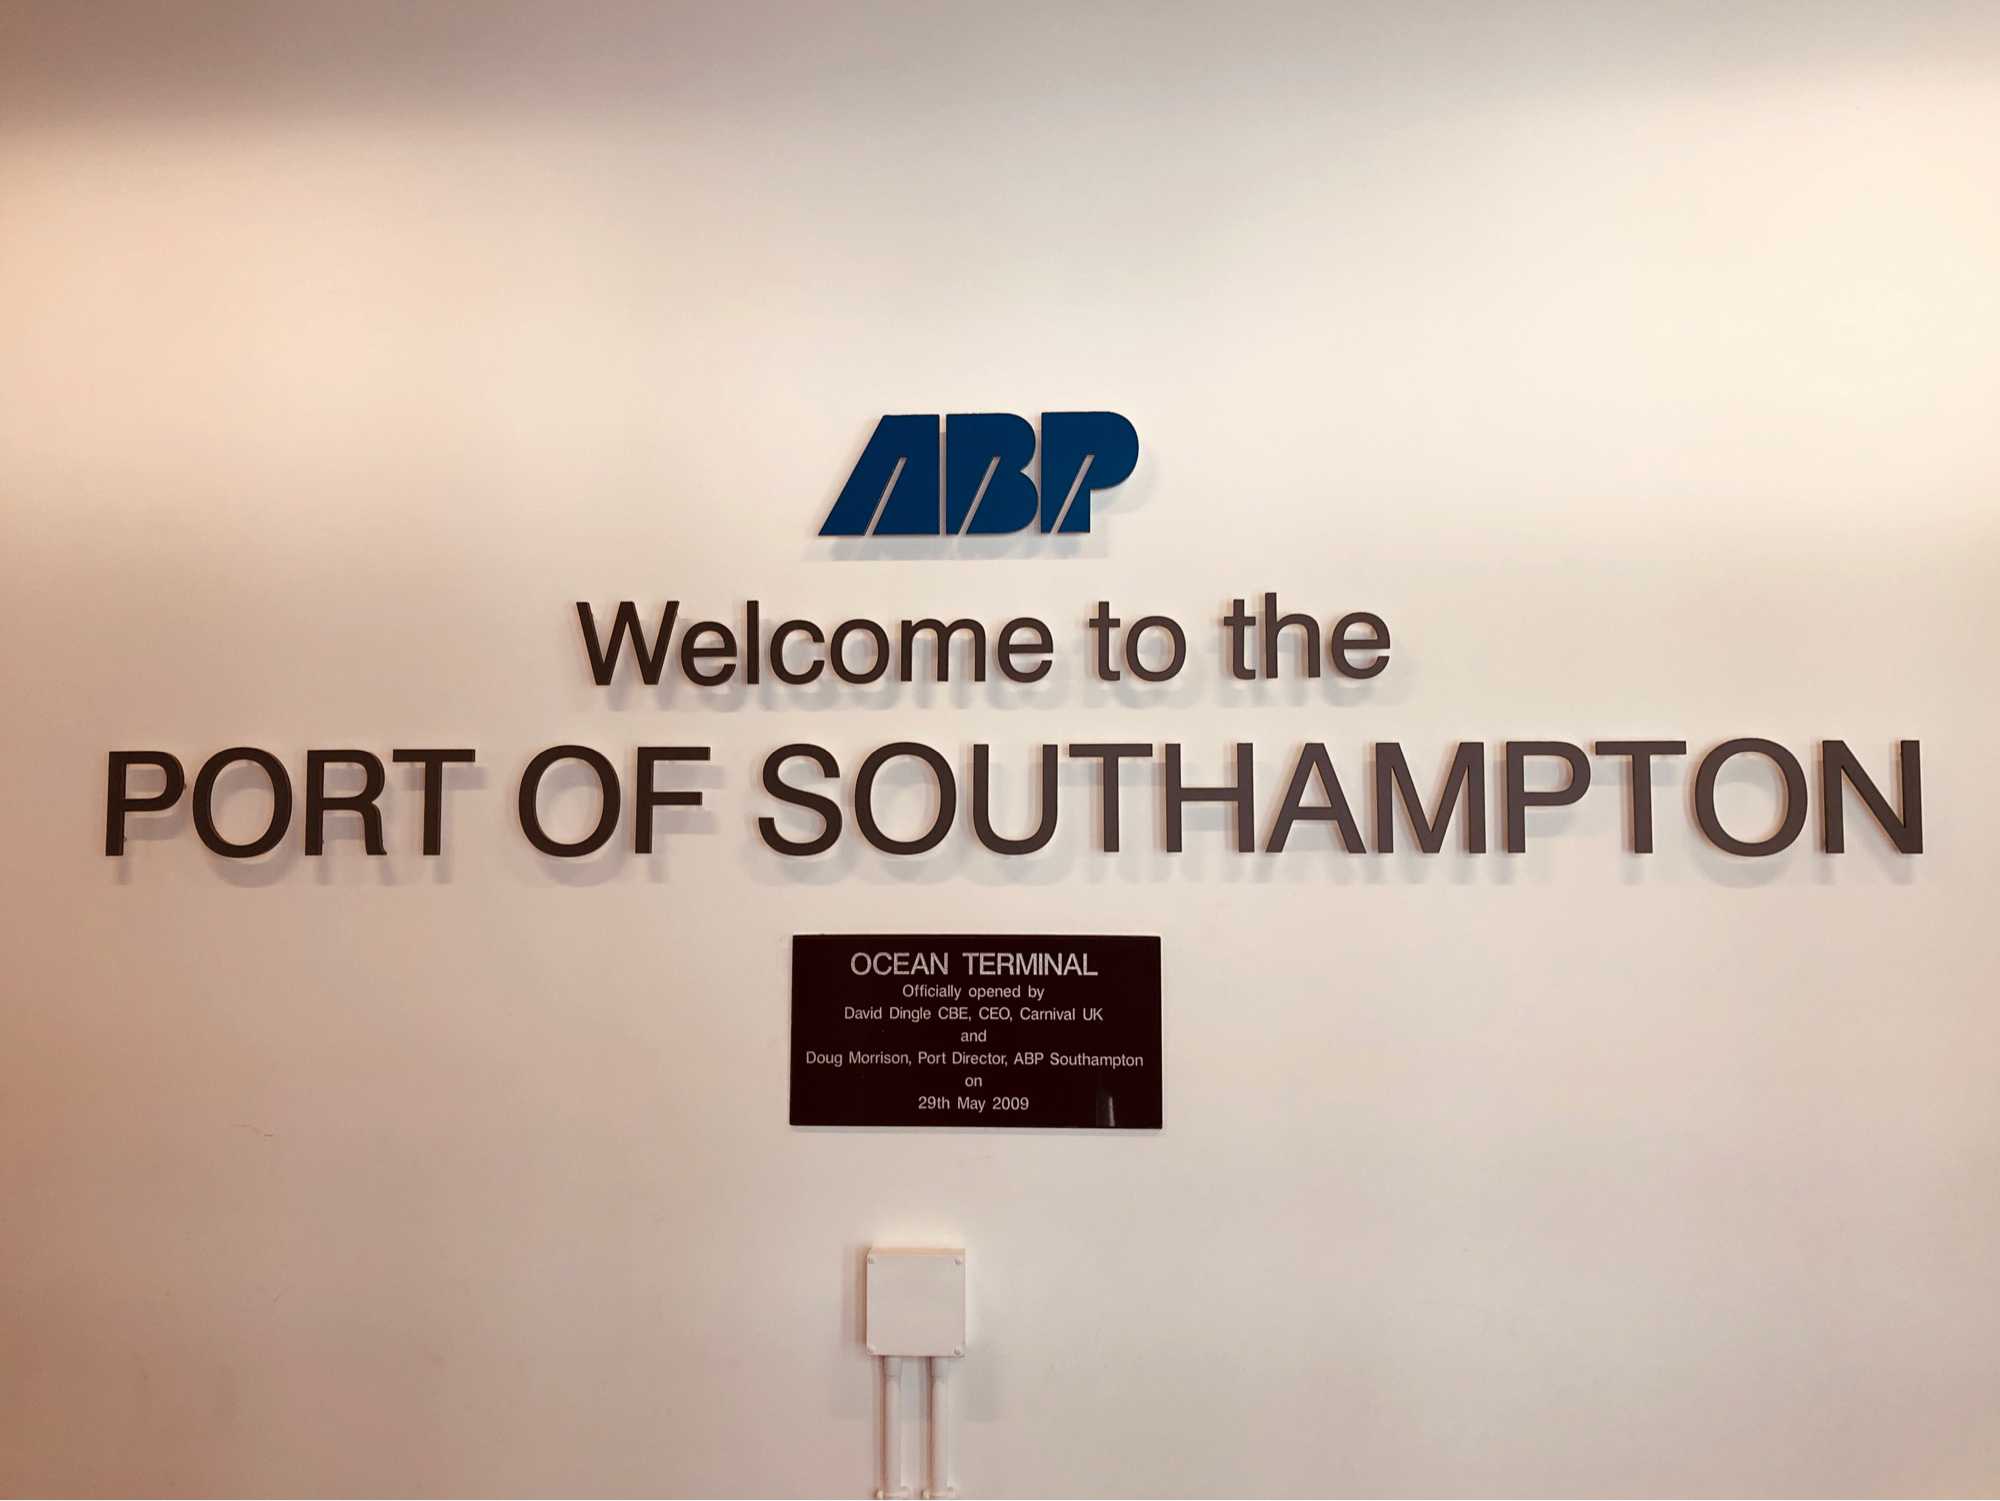 ABP
Welcome to the
PORT OF SOUTHAMPTON
OCEAN TERMINAL
Officially opened by
David Dingle CBE, CEO, Carnival UK
and
Doug Morrison, Port Director, ABP Southampton
on
29th May 2009